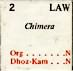 2 LAW
Chimera
Org . . . . . . . N
Dhoz-Kam . . . N